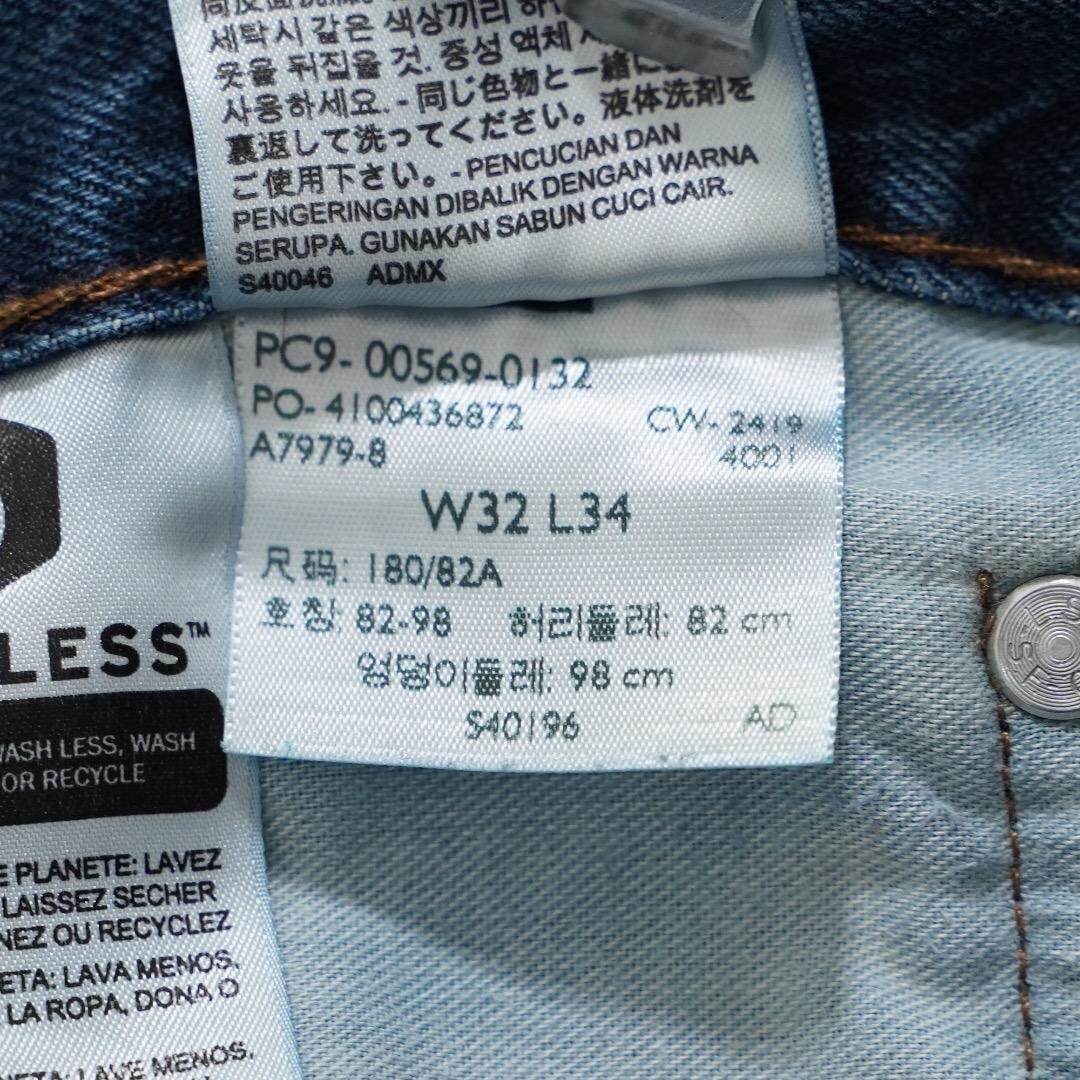 세탁시 같은 색상끼리
옷을 뒤집을 것. 중성 액체
사용하세요. - 同じ色物と一緒に
裏返して洗ってください。液体洗剤を
ご使用下さい。- PENCUCIAN DAN
PENGERINGAN DIBALIK DENGAN WARNA
SERUPA. GUNAKAN SABUN CUCI CAIR.
S40046 ADMX
PC9- 00569-0132
PO- 4100436872
CW- 2419
A7979-8
4001
W32 L34
尺码: 180/82A
호칭: 82-98 허리둘레: 82 cm
엉덩이둘레: 98 cm
S40196 AD
LESS™
WASH LESS, WASH
OR RECYCLE
PLANETE: LAVEZ
LAISSEZ SECHER
NEZ OU RECYCLEZ
ETA: LAVA MENOS,
LA ROPA, DONA O
NETA: LAVE MENOS.